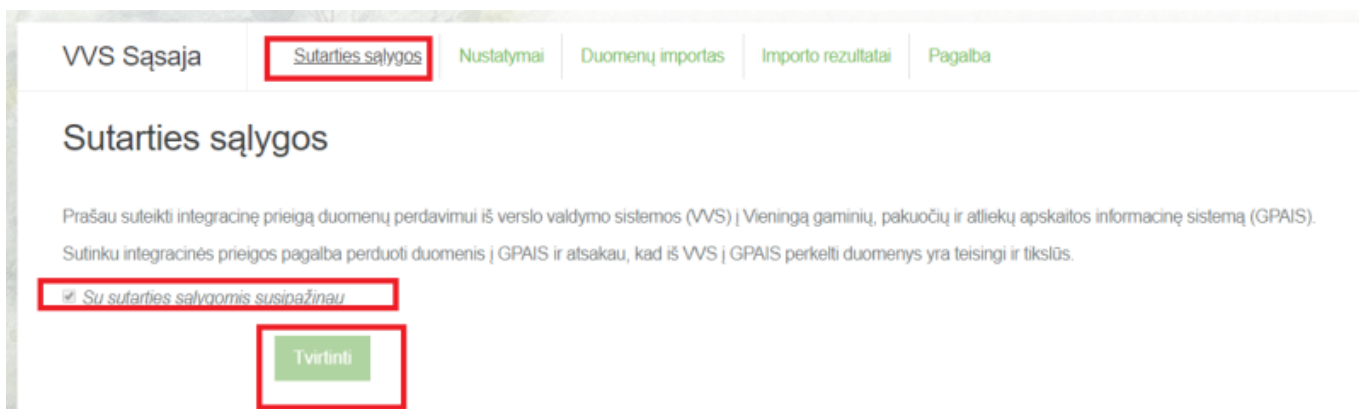 VVS Sąsaja Sutarties sąlygos Nustatymai Duomenų importas Importo rezultatai Pagalba
Sutarties sąlygos
Prašau suteikti integracinę prieigą duomenų perdavimui iš verslo valdymo sistemos (VVS) į Vieningą gaminių, pakuočių ir atliekų apskaitos informacinę sistemą (GPAIS).
Sutinku integracinės prieigos pagalba perduoti duomenis į GPAIS ir atsakau, kad iš VVS į GPAIS perkelti duomenys yra teisingi ir tikslūs.
Su sutarties sąlygomis susipažinau
Tvirtinti